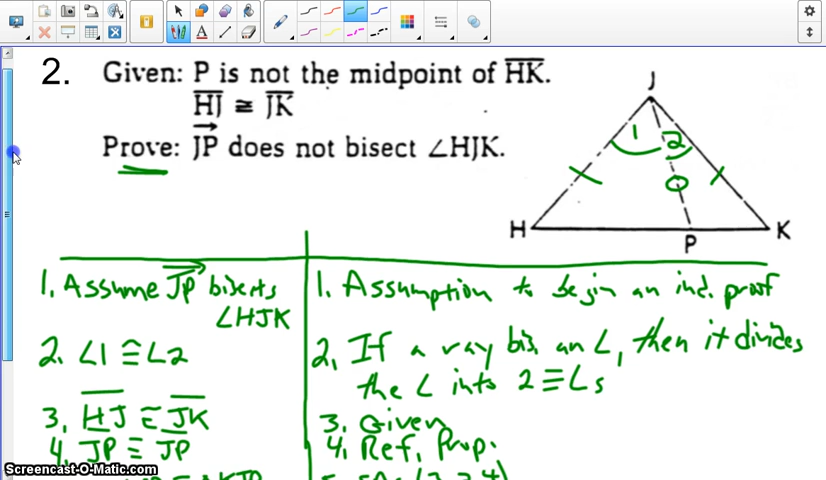 2. Given: P is not the midpoint of HK.
HJ ≅ JK
Prove: JP does not bisect ∠HJK.
J
1 2
H P K
1. Assume JP bisects ∠HJK
1. Assumption to begin an ind. proof
2. ∠1 ≅ ∠2
2. If a ray bis. an ∠, then it divides
the ∠ into 2 ≅ ∠s
3. HJ ≅ JK
3. Given
4. JP ≅ JP
4. Ref. Prop.
Screencast-O-Matic.com